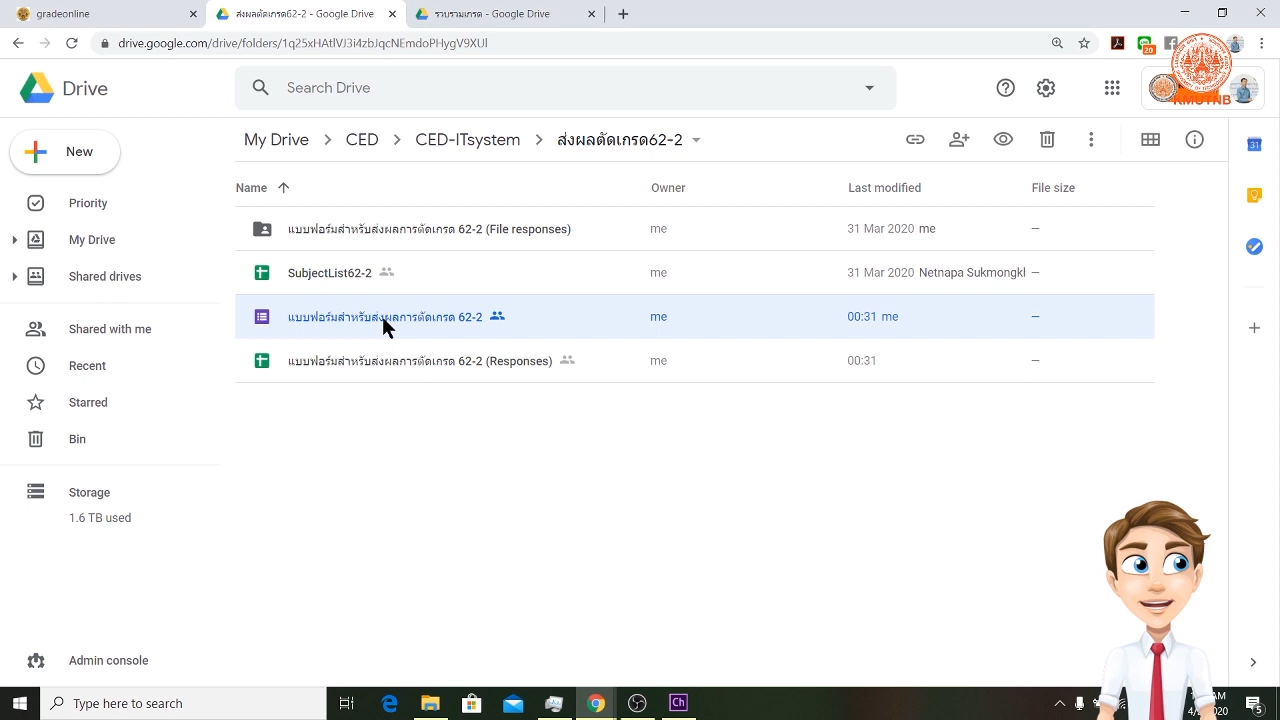 gradeonline
ส่งผลตัดเกรด62-2 - Google Drive
รวบรวมเกรด - Google Drive
drive.google.com/drive/folders/1q25xHAtlVJ3i4zbJqcNEmdoPHvgV9XUl
20
Drive
Search Drive
KMUTNB
New
My Drive
CED
CED-ITsystem
ส่งผลตัดเกรด62-2
31
Name
Owner
Last modified
File size
Priority
My Drive
Shared drives
Shared with me
Recent
Starred
Bin
Storage
1.6 TB used
Admin console
แบบฟอร์มสำหรับส่งผลการตัดเกรด 62-2 (File responses)
me
31 Mar 2020 me
—
SubjectList62-2
me
31 Mar 2020 Netnapa Sukmongkl
—
แบบฟอร์มสำหรับส่งผลการตัดเกรด 62-2
me
00:31 me
—
แบบฟอร์มสำหรับส่งผลการตัดเกรด 62-2 (Responses)
me
00:31
—
Type here to search
Ch
AM
2020
5